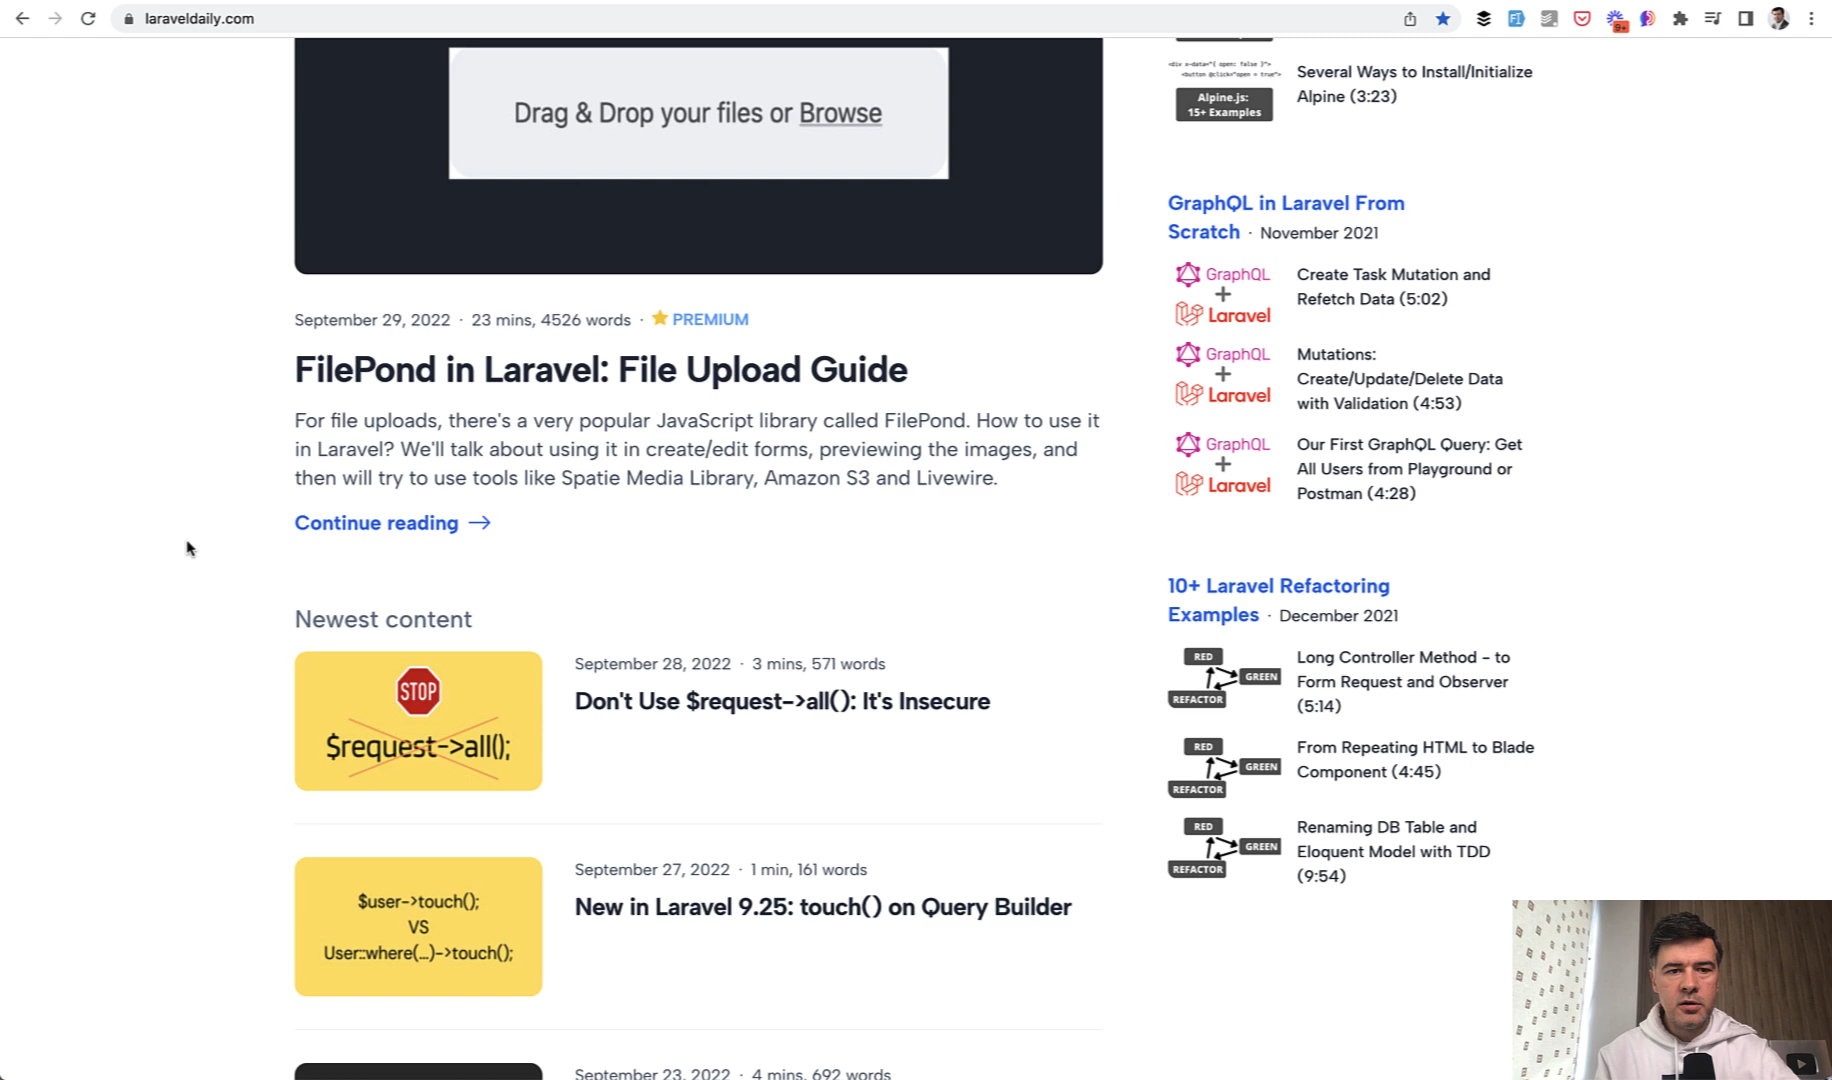 laraveldaily.com
9+
Drag & Drop your files or Browse
September 29, 2022 · 23 mins, 4526 words · PREMIUM
FilePond in Laravel: File Upload Guide
For file uploads, there's a very popular JavaScript library called FilePond. How to use it
in Laravel? We'll talk about using it in create/edit forms, previewing the images, and
then will try to use tools like Spatie Media Library, Amazon S3 and Livewire.
Continue reading →
Newest content
STOP
$request->all();
September 28, 2022 · 3 mins, 571 words
Don't Use $request->all(): It's Insecure
$user->touch();
VS
User::where(...)->touch();
September 27, 2022 · 1 min, 161 words
New in Laravel 9.25: touch() on Query Builder
September 23, 2022 · 4 mins, 692 words
<div x-data="{ open: false }">
<button @click="open = true">
Alpine.js:
15+ Examples
Several Ways to Install/Initialize
Alpine (3:23)
GraphQL in Laravel From
Scratch · November 2021
GraphQL
+
Laravel
Create Task Mutation and
Refetch Data (5:02)
GraphQL
+
Laravel
Mutations:
Create/Update/Delete Data
with Validation (4:53)
GraphQL
+
Laravel
Our First GraphQL Query: Get
All Users from Playground or
Postman (4:28)
10+ Laravel Refactoring
Examples · December 2021
RED
GREEN
REFACTOR
Long Controller Method - to
Form Request and Observer
(5:14)
RED
GREEN
REFACTOR
From Repeating HTML to Blade
Component (4:45)
RED
GREEN
REFACTOR
Renaming DB Table and
Eloquent Model with TDD
(9:54)